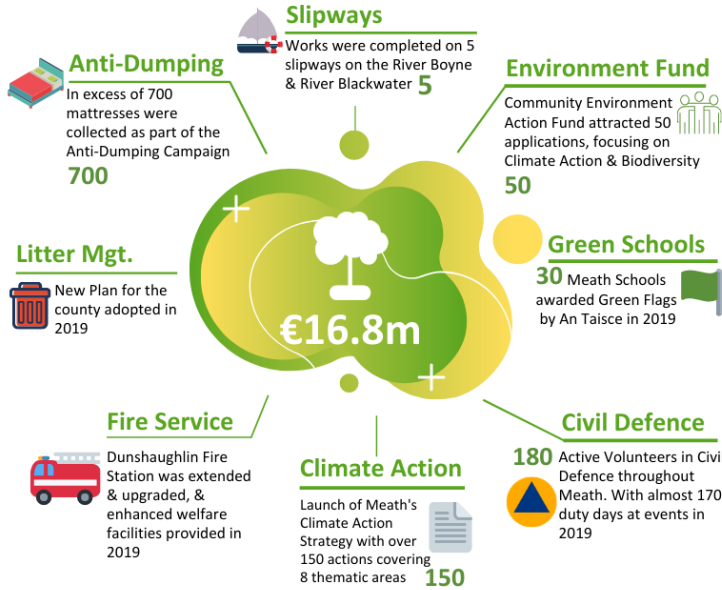 Slipways
Works were completed on 5
slipways on the River Boyne
& River Blackwater 5
Anti-Dumping
In excess of 700
mattresses were
collected as part of the
Anti-Dumping Campaign
700
Environment Fund
Community Environment
Action Fund attracted 50
applications, focusing on
Climate Action & Biodiversity
50
Litter Mgt.
New Plan for the
county adopted in
2019
€16.8m
Green Schools
30 Meath Schools
awarded Green Flags
by An Taisce in 2019
Fire Service
Dunshaughlin Fire
Station was extended
& upgraded, &
enhanced welfare
facilities provided in
2019
Climate Action
Launch of Meath's
Climate Action
Strategy with over
150 actions covering
8 thematic areas 150
Civil Defence
180 Active Volunteers in Civi
Defence throughout
Meath. With almost 170
duty days at events in
2019